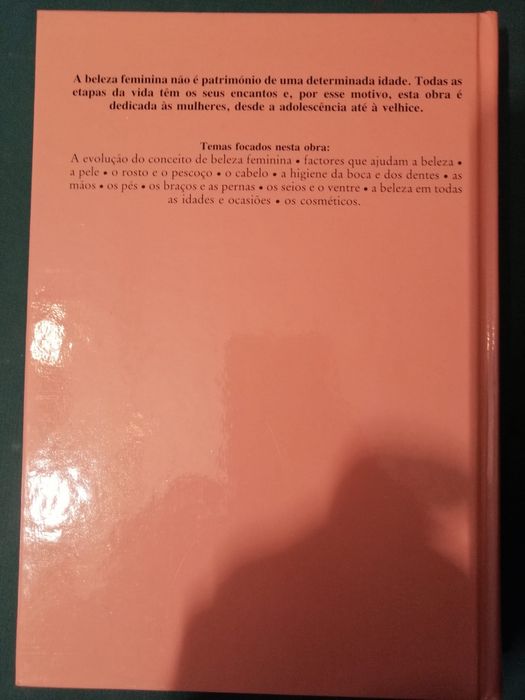 A beleza feminina não é património de uma determinada idade. Todas as
etapas da vida têm os seus encantos e, por esse motivo, esta obra é
dedicada às mulheres, desde a adolescência até à velhice.
Temas focados nesta obra:
A evolução do conceito de beleza feminina • factores que ajudam a beleza •
a pele • o rosto e o pescoço • o cabelo • a higiene da boca e dos dentes • as
mãos • os pés • os braços e as pernas • os seios e o ventre • a beleza em todas
as idades e ocasiões • os cosméticos.